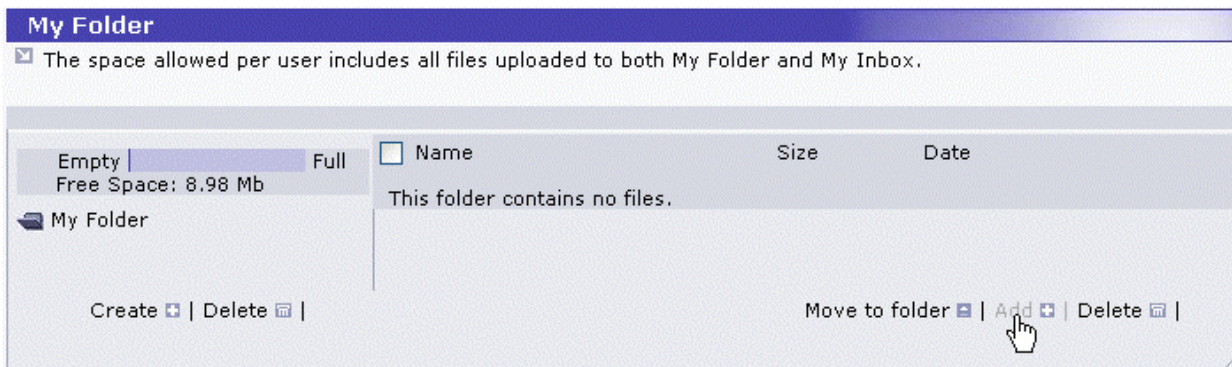 My Folder
The space allowed per user includes all files uploaded to both My Folder and My Inbox.
Name Size Date
Empty Full
Free Space: 8.98 Mb
This folder contains no files.
My Folder
Create | Delete |
Move to folder | Add | Delete |